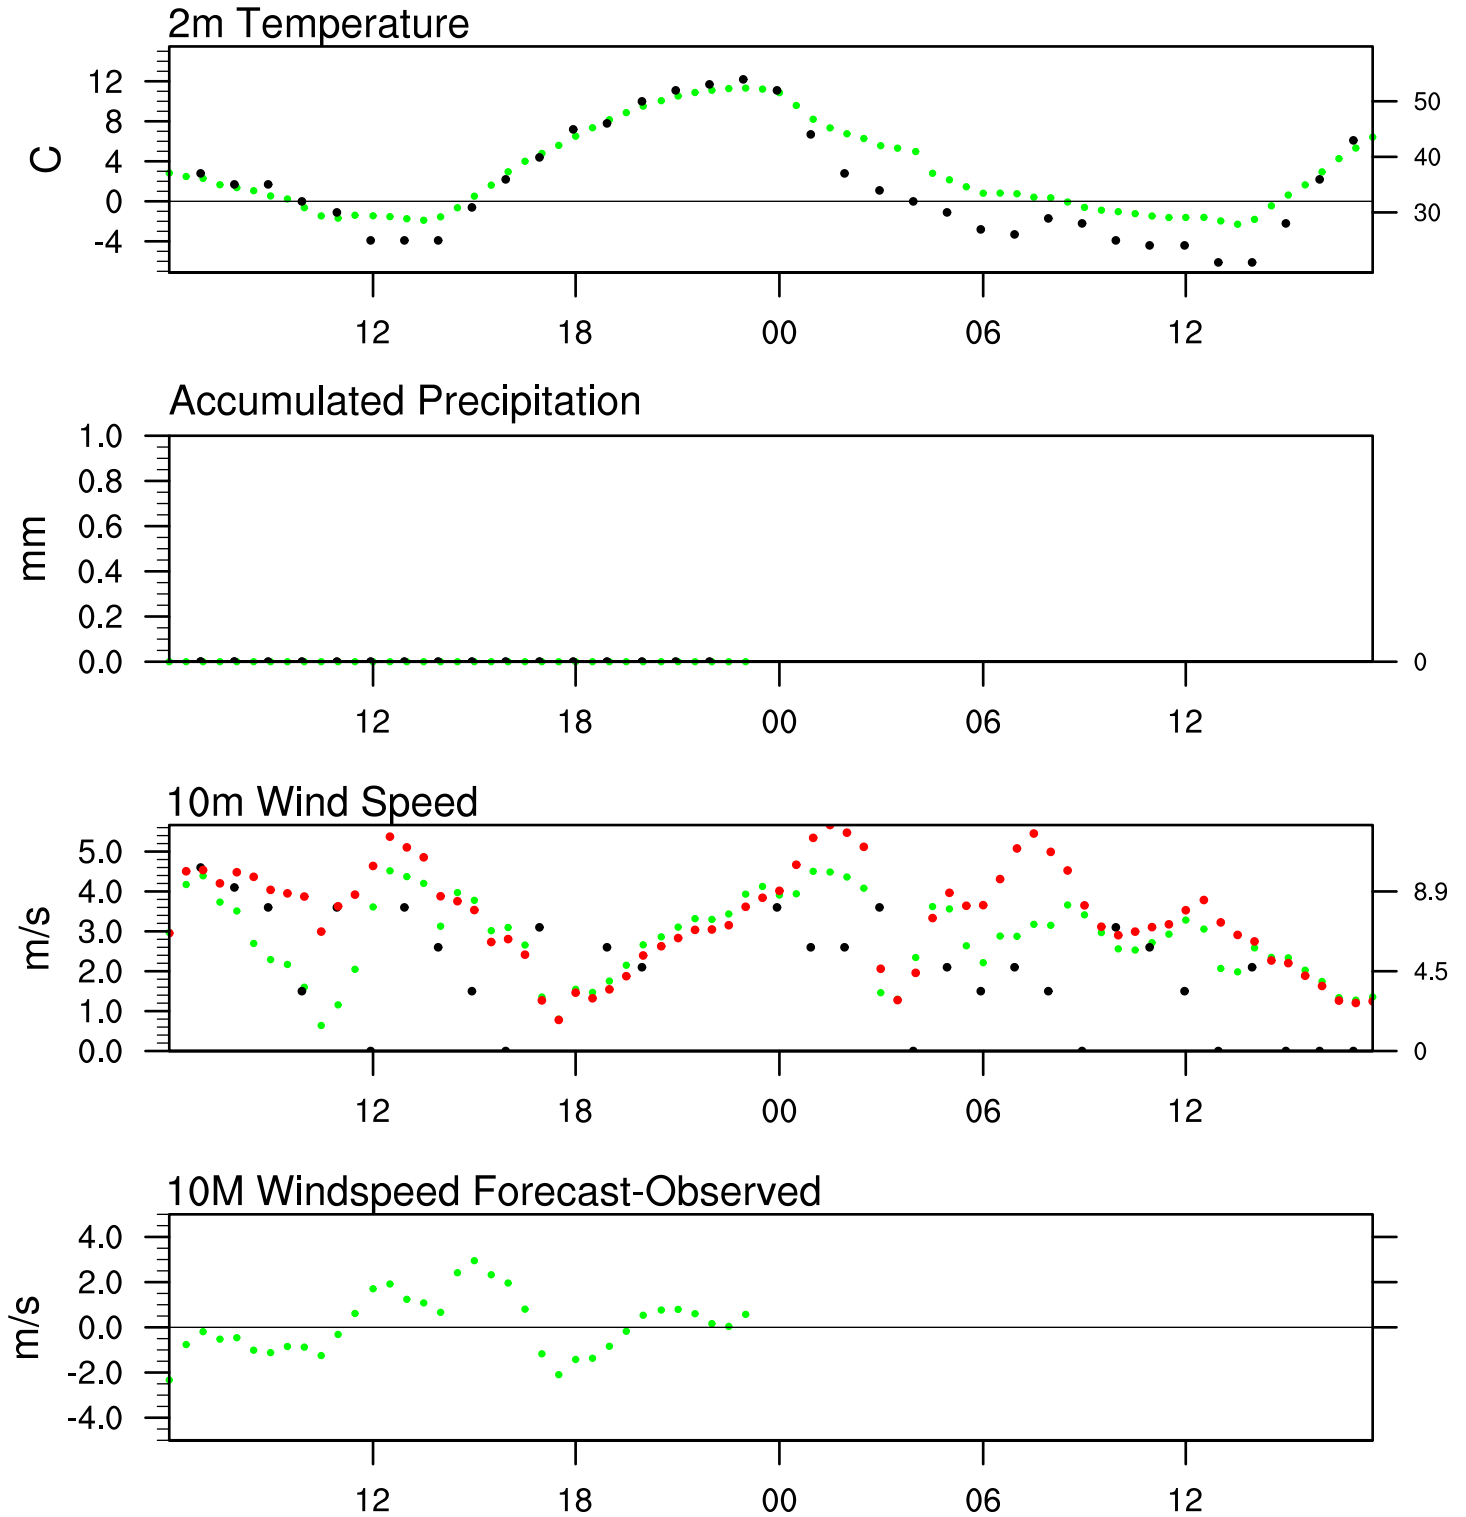 2m Temperature
12
8
4
0
-4
C
50
40
30
12 18 00 06 12
Accumulated Precipitation
1.0
0.8
0.6
0.4
0.2
0.0
mm
0
12 18 00 06 12
10m Wind Speed
5.0
4.0
3.0
2.0
1.0
0.0
m/s
8.9
4.5
0
12 18 00 06 12
10M Windspeed Forecast-Observed
4.0
2.0
0.0
-2.0
-4.0
m/s
12 18 00 06 12